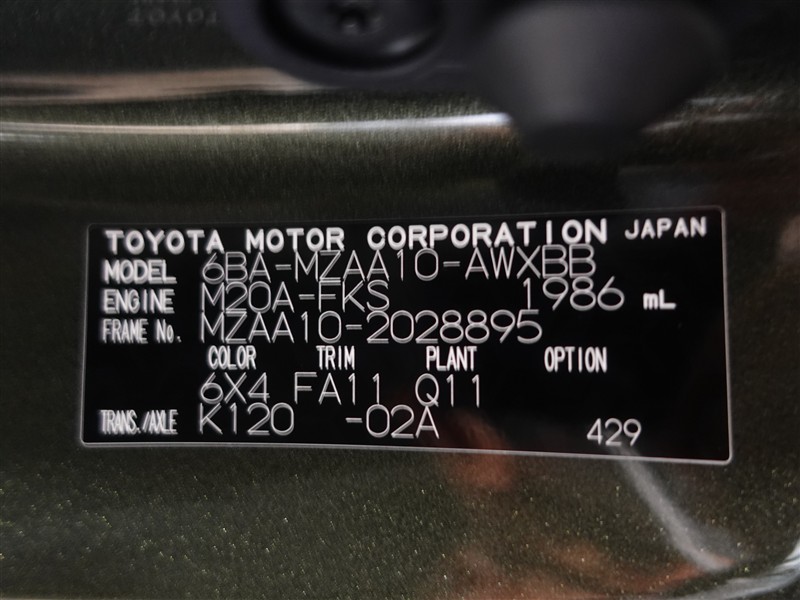 TOYOTA MOTOR CORPORATION JAPAN
MODEL 6BA-MZAA10-AWXBB
ENGINE M20A-FKS 1986 mL
FRAME No. MZAA10-2028895
COLOR TRIM PLANT OPTION
6X4 FA11 Q11
TRANS./AXLE K120 -02A 429